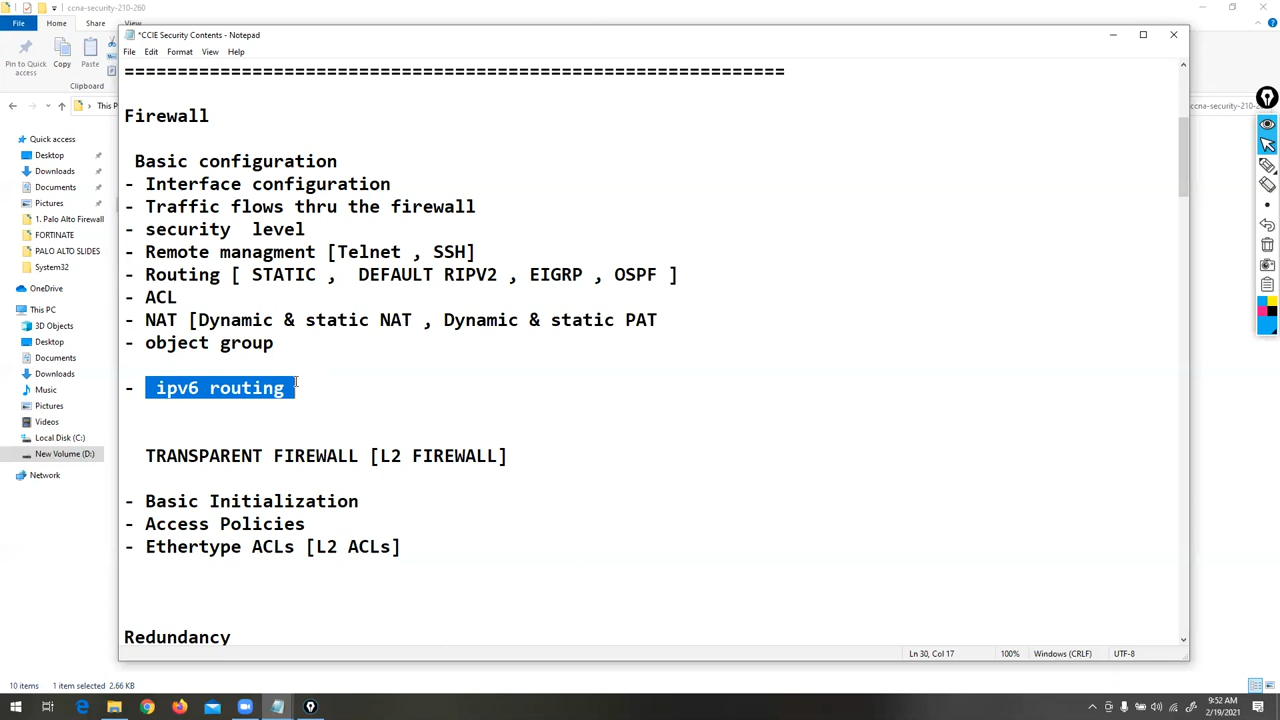 ccna-security-210-260
File
Home
Share
View
Pin to Quick access
Copy
Paste
Clipboard
This P
ccna-security-210-2
Quick access
Desktop
Downloads
Documents
Pictures
1. Palo Alto Firewall
FORTINATE
PALO ALTO SLIDES
System32
OneDrive
This PC
3D Objects
Desktop
Documents
Downloads
Music
Pictures
Videos
Local Disk (C:)
New Volume (D:)
Network
*CCIE Security Contents - Notepad
File Edit Format View Help
================================================================
Firewall
Basic configuration
- Interface configuration
- Traffic flows thru the firewall
- security  level
- Remote managment [Telnet , SSH]
- Routing [ STATIC ,  DEFAULT RIPV2 , EIGRP , OSPF ]
- ACL
- NAT [Dynamic & static NAT , Dynamic & static PAT
- object group
-  ipv6 routing
TRANSPARENT FIREWALL [L2 FIREWALL]
- Basic Initialization
- Access Policies
- Ethertype ACLs [L2 ACLs]
Redundancy
Ln 30, Col 17
100%
Windows (CRLF)
UTF-8
10 items
1 item selected 2.66 KB
9:52 AM
2/19/2021